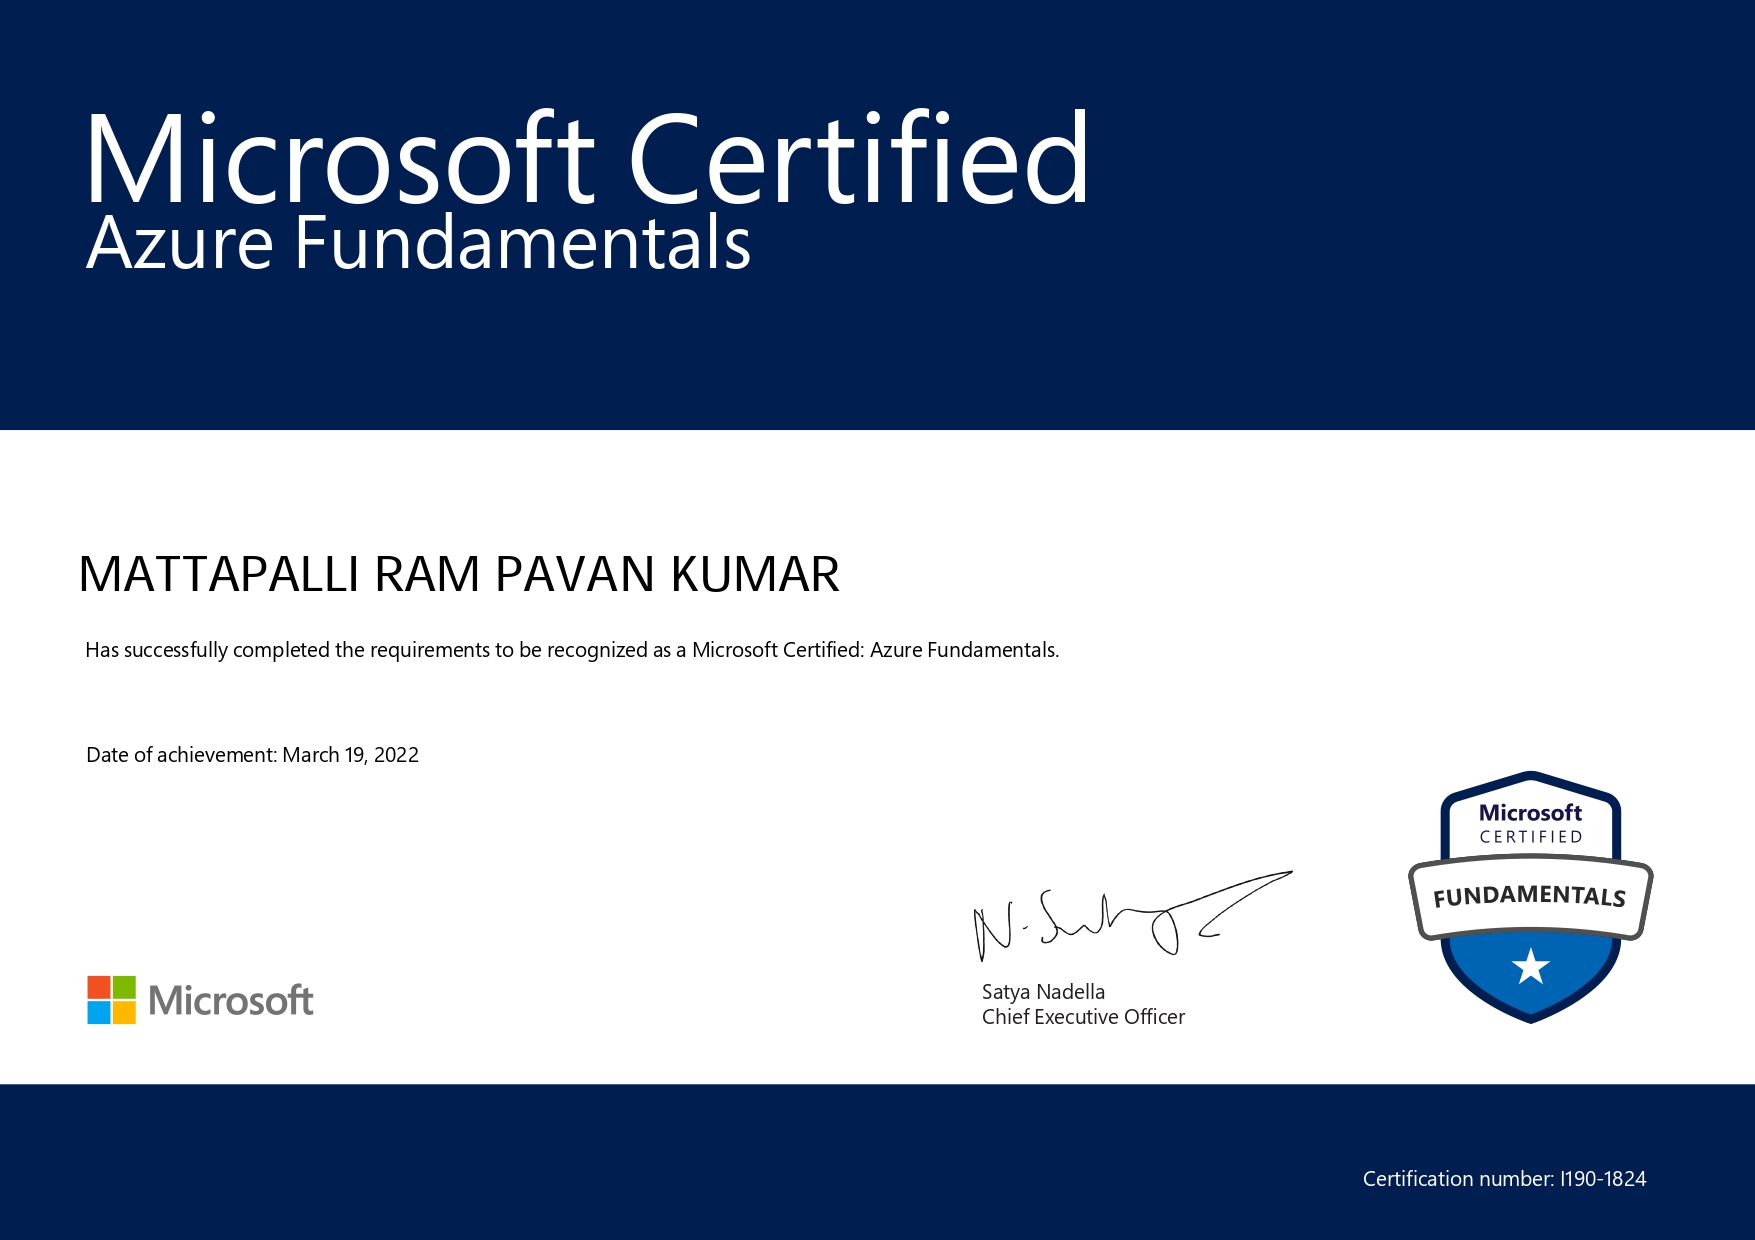 Microsoft Certified
Azure Fundamentals
MATTAPALLI RAM PAVAN KUMAR
Has successfully completed the requirements to be recognized as a Microsoft Certified: Azure Fundamentals.
Date of achievement: March 19, 2022
Microsoft
CERTIFIED
FUNDAMENTALS
Satya Nadella
Chief Executive Officer
Microsoft
Certification number: I190-1824